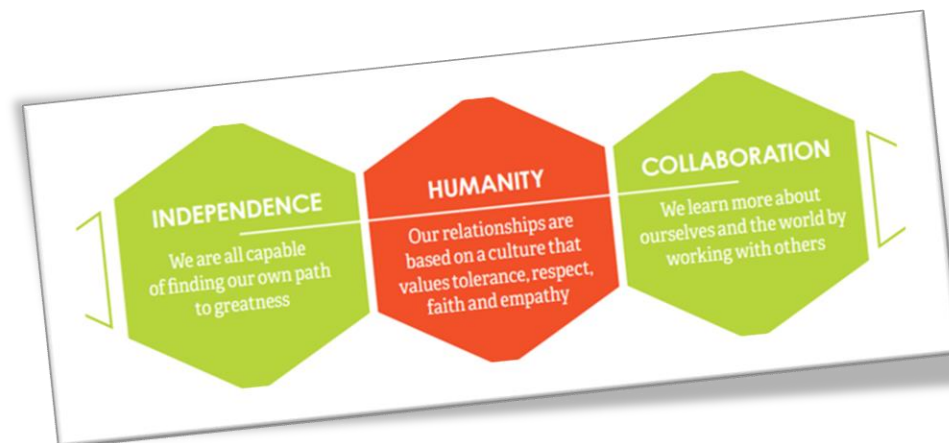 INDEPENDENCE
We are all capable
of finding our own path
to greatness
HUMANITY
Our relationships are
based on a culture that
values tolerance, respect,
faith and empathy
COLLABORATION
We learn more about
ourselves and the world by
working with others